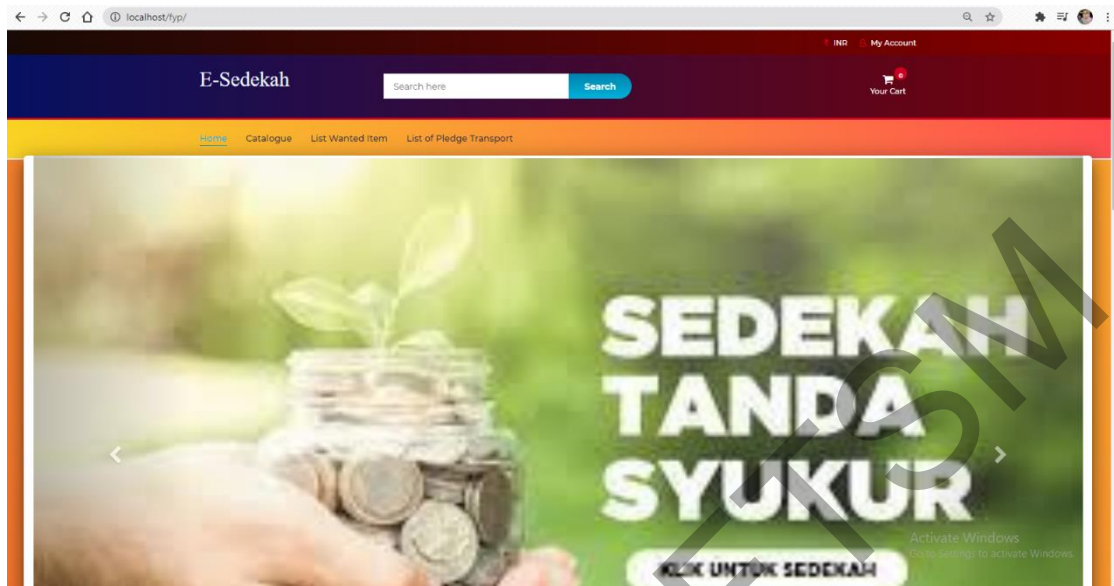 localhost/fyp/
INR My Account
E-Sedekah
Search here Search
0
Your Cart
Home Catalogue List Wanted Item List of Pledge Transport
SEDEKAH
TANDA
SYUKUR
KLIK UNTUK SEDEKAH
Activate Windows
Go to Settings to activate Windows.
FTSM